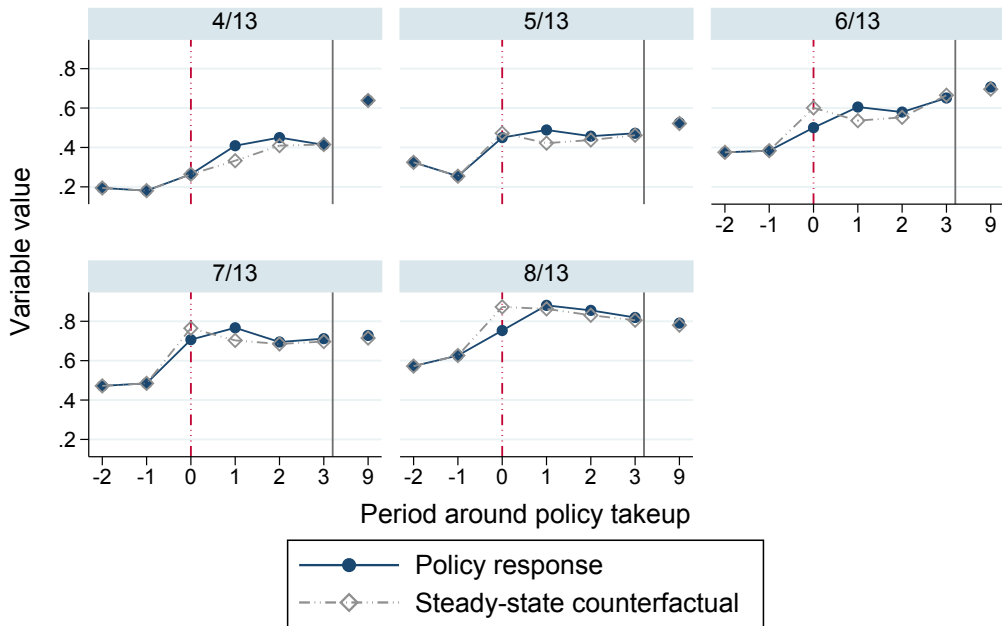 4/13 5/13 6/13
.8
.6
.4
.2
-2 -1 0 1 2 3 9
7/13 8/13
.8
.6
.4
.2
-2 -1 0 1 2 3 9 -2 -1 0 1 2 3 9
Variable value
Period around policy takeup
Policy response
Steady-state counterfactual